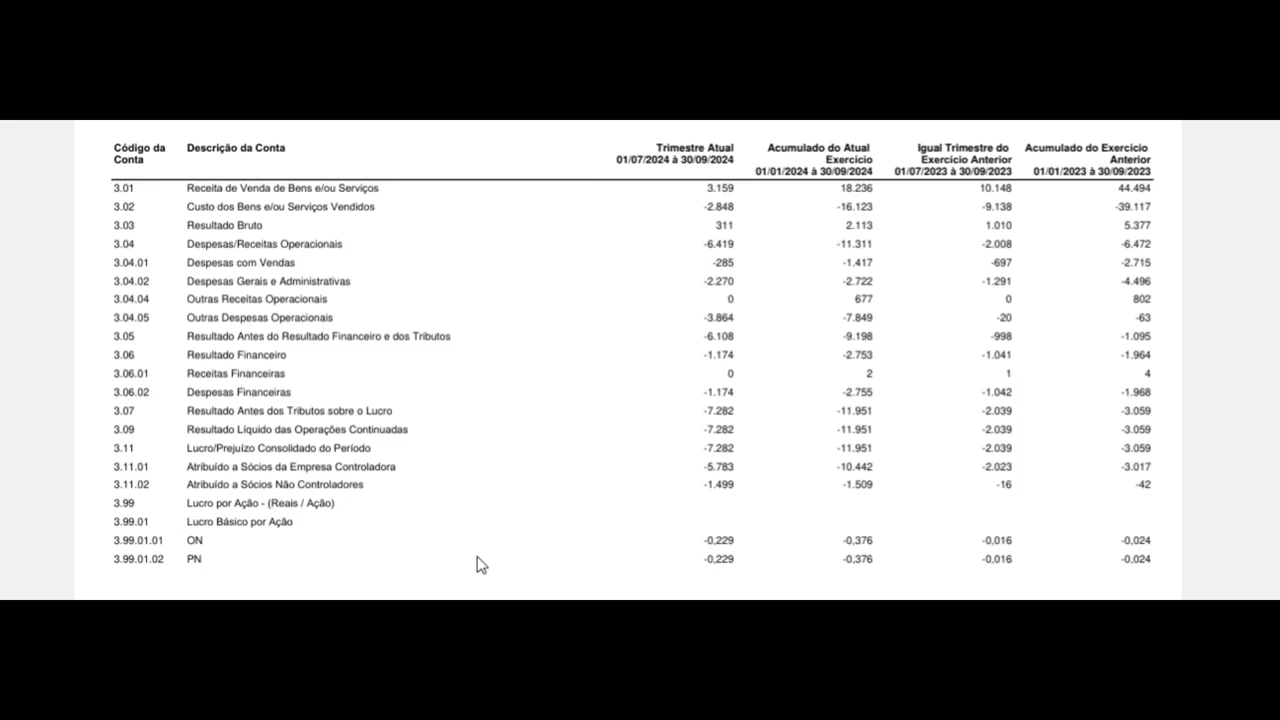 Código da Conta Descrição da Conta Trimestre Atual 01/07/2024 à 30/09/2024 Acumulado do Atual Exercício 01/01/2024 à 30/09/2024 Igual Trimestre do Exercício Anterior 01/07/2023 à 30/09/2023 Acumulado do Exercício Anterior 01/01/2023 à 30/09/2023
3.01 Receita de Venda de Bens e/ou Serviços 3.159 18.236 10.148 44.494
3.02 Custo dos Bens e/ou Serviços Vendidos -2.848 -16.123 -9.138 -39.117
3.03 Resultado Bruto 311 2.113 1.010 5.377
3.04 Despesas/Receitas Operacionais -6.419 -11.311 -2.008 -6.472
3.04.01 Despesas com Vendas -285 -1.417 -697 -2.715
3.04.02 Despesas Gerais e Administrativas -2.270 -2.722 -1.291 -4.496
3.04.04 Outras Receitas Operacionais 0 677 0 802
3.04.05 Outras Despesas Operacionais -3.864 -7.849 -20 -63
3.05 Resultado Antes do Resultado Financeiro e dos Tributos -6.108 -9.198 -998 -1.095
3.06 Resultado Financeiro -1.174 -2.753 -1.041 -1.964
3.06.01 Receitas Financeiras 0 2 1 4
3.06.02 Despesas Financeiras -1.174 -2.755 -1.042 -1.968
3.07 Resultado Antes dos Tributos sobre o Lucro -7.282 -11.951 -2.039 -3.059
3.09 Resultado Líquido das Operações Continuadas -7.282 -11.951 -2.039 -3.059
3.11 Lucro/Prejuízo Consolidado do Período -7.282 -11.951 -2.039 -3.059
3.11.01 Atribuído a Sócios da Empresa Controladora -5.783 -10.442 -2.023 -3.017
3.11.02 Atribuído a Sócios Não Controladores -1.499 -1.509 -16 -42
3.99 Lucro por Ação - (Reais / Ação)
3.99.01 Lucro Básico por Ação
3.99.01.01 ON -0,229 -0,376 -0,016 -0,024
3.99.01.02 PN -0,229 -0,376 -0,016 -0,024